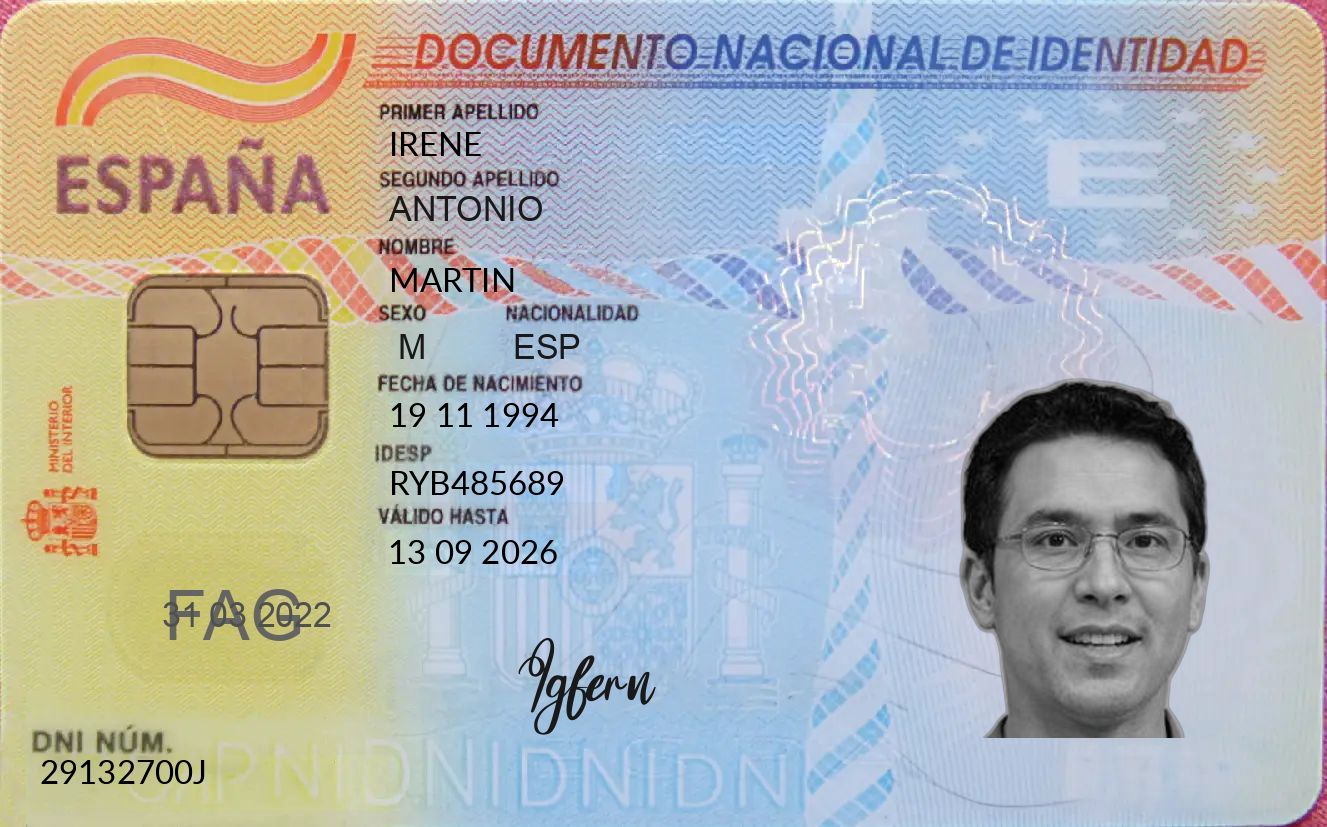 DOCUMENTO NACIONAL DE IDENTIDAD
ESPAÑA
E
PRIMER APELLIDO
IRENE
SEGUNDO APELLIDO
ANTONIO
NOMBRE
MARTIN
SEXO NACIONALIDAD
M ESP
FECHA DE NACIMIENTO
19 11 1994
IDESP
RYB485689
VÁLIDO HASTA
13 09 2026
MINISTERIO
DEL INTERIOR
FAG
31 03 2022
Igfern
DNI NÚM.
29132700J
DNIDNIDNIDNI